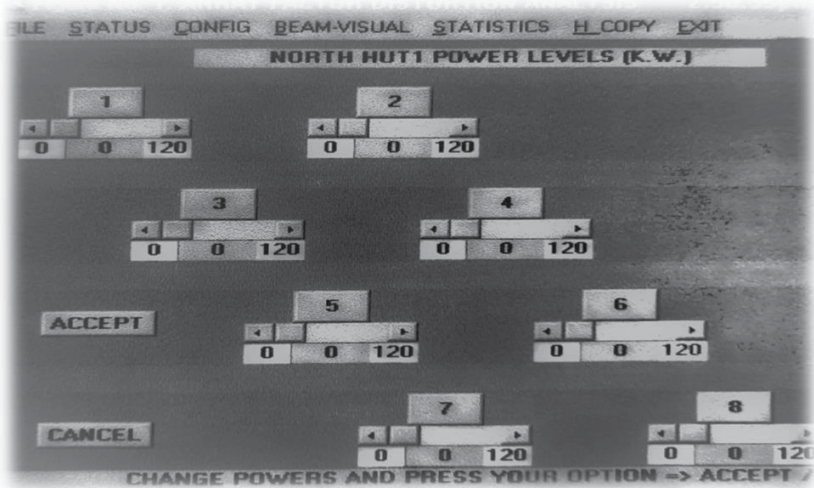 STATUS CONFIG BEAM-VISUAL STATISTICS H_COPY EXIT
NORTH HUT1 POWER LEVELS (K.W.)
1 2
0 0 120 0 0 120
3 4
0 0 120 0 0 120
5 6
ACCEPT
0 0 120 0 0 120
7 8
CANCEL
0 0 120 0 0 120
CHANGE POWERS AND PRESS YOUR OPTION => ACCEPT /